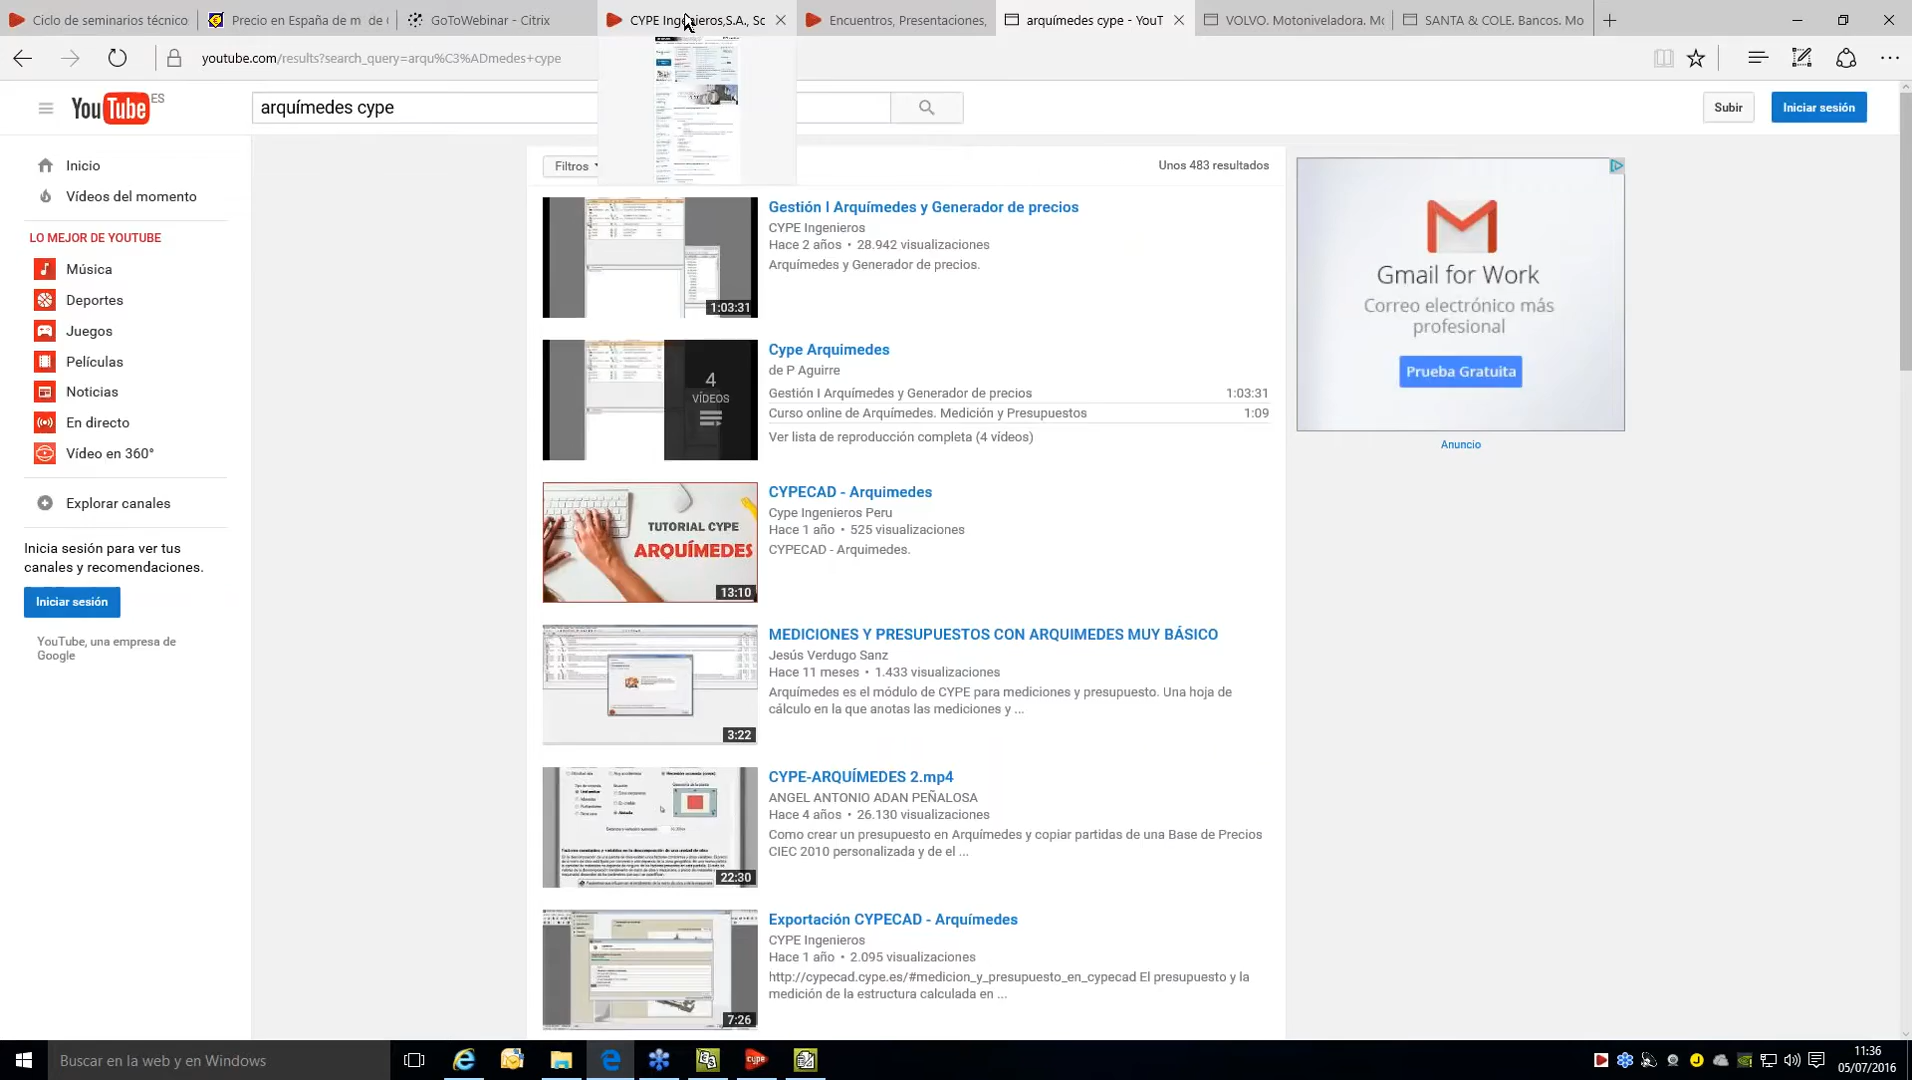 Ciclo de seminarios técnico
Precio en España de m de
GoToWebinar - Citrix
CYPE Ingenieros,S.A., Sc
Encuentros, Presentaciones,
arquímedes cype - YouT
VOLVO. Motoniveladora. Mo
SANTA & COLE. Bancos. Mo
youtube.com/results?search_query=arqu%C3%ADmedes+cype
YouTube ES
arquímedes cype
Subir
Iniciar sesión
Inicio
Vídeos del momento
LO MEJOR DE YOUTUBE
Música
Deportes
Juegos
Películas
Noticias
En directo
Vídeo en 360°
Explorar canales
Inicia sesión para ver tus
canales y recomendaciones.
Iniciar sesión
YouTube, una empresa de
Google
Filtros
Unos 483 resultados
Gestión I Arquímedes y Generador de precios
CYPE Ingenieros
Hace 2 años • 28.942 visualizaciones
Arquímedes y Generador de precios.
1:03:31
Cype Arquimedes
de P Aguirre
Gestión I Arquímedes y Generador de precios 1:03:31
Curso online de Arquímedes. Medición y Presupuestos 1:09
Ver lista de reproducción completa (4 vídeos)
4
VÍDEOS
CYPECAD - Arquimedes
Cype Ingenieros Peru
Hace 1 año • 525 visualizaciones
CYPECAD - Arquimedes.
TUTORIAL CYPE
ARQUÍMEDES
13:10
MEDICIONES Y PRESUPUESTOS CON ARQUIMEDES MUY BÁSICO
Jesús Verdugo Sanz
Hace 11 meses • 1.433 visualizaciones
Arquímedes es el módulo de CYPE para mediciones y presupuesto. Una hoja de
cálculo en la que anotas las mediciones y ...
3:22
CYPE-ARQUÍMEDES 2.mp4
ANGEL ANTONIO ADAN PEÑALOSA
Hace 4 años • 26.130 visualizaciones
Como crear un presupuesto en Arquímedes y copiar partidas de una Base de Precios
CIEC 2010 personalizada y de el ...
22:30
Exportación CYPECAD - Arquímedes
CYPE Ingenieros
Hace 1 año • 2.095 visualizaciones
http://cypecad.cype.es/#medicion_y_presupuesto_en_cypecad El presupuesto y la
medición de la estructura calculada en ...
7:26
Gmail for Work
Correo electrónico más
profesional
Prueba Gratuita
Anuncio
Buscar en la web y en Windows
cype
11:36
05/07/2016